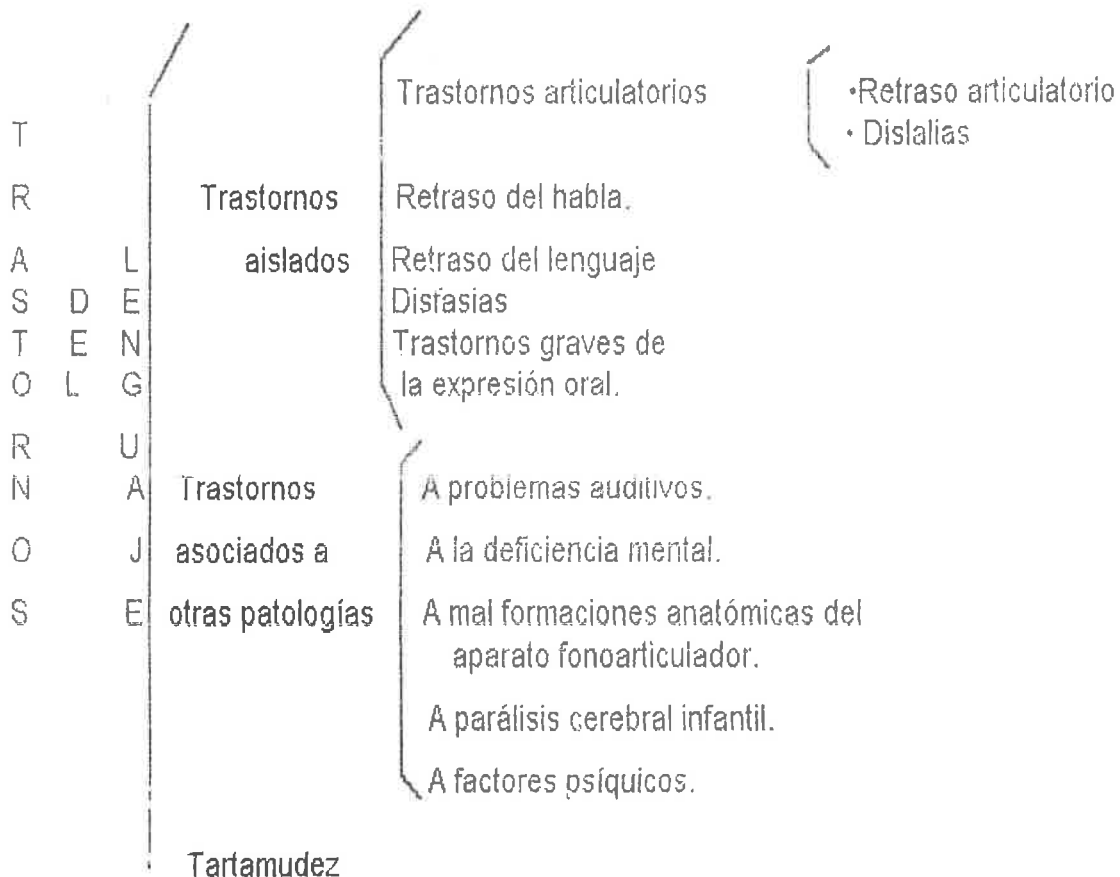 TRASTORNOS
DEL
LENGUAJE
Trastornos
aislados
Trastornos articulatorios
•Retraso articulatorio
• Dislalias
Retraso del habla.
Retraso del lenguaje
Disfasias
Trastornos graves de
la expresión oral.
Trastornos
asociados a
otras patologías
A problemas auditivos.
A la deficiencia mental.
A mal formaciones anatómicas del
aparato fonoarticulador.
A parálisis cerebral infantil.
A factores psíquicos.
Tartamudez